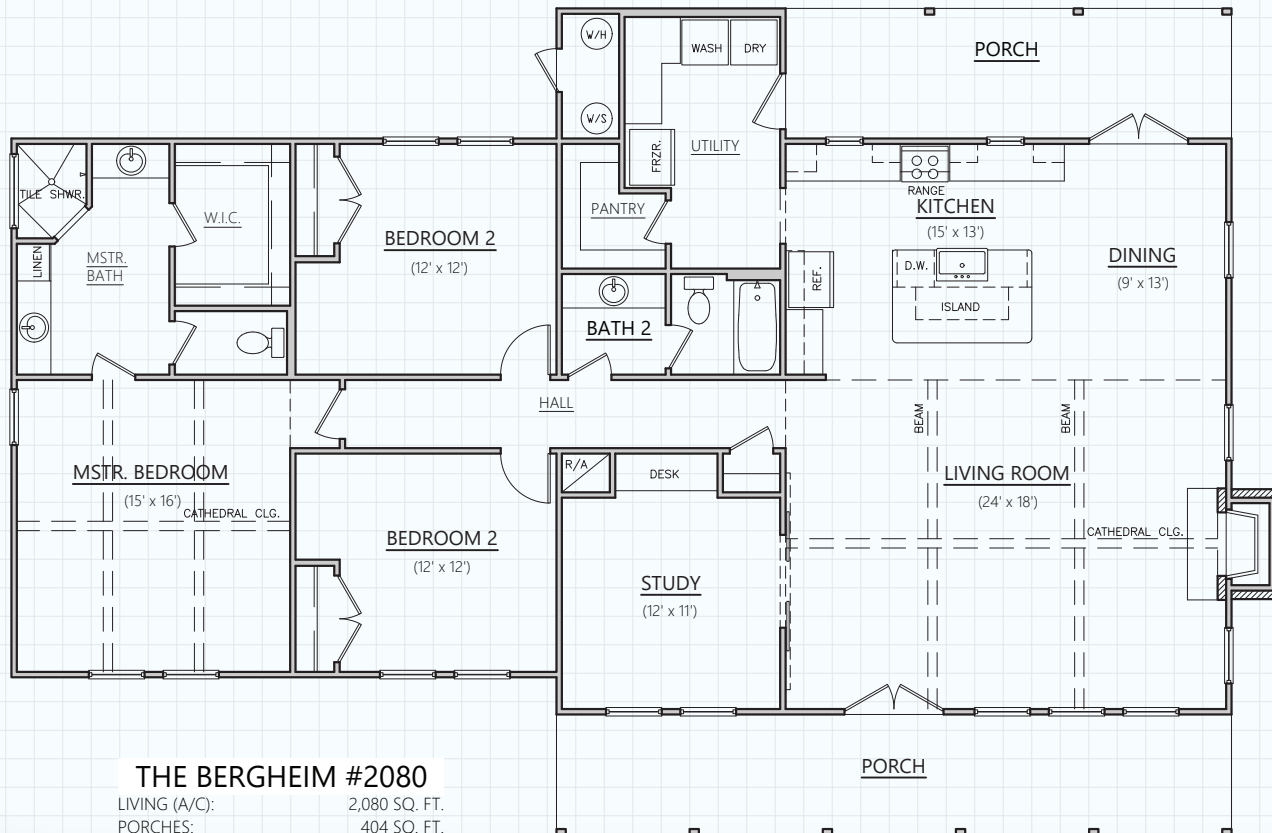 W/H
WASH
DRY
PORCH
W/S
UTILITY
FRZR.
TILE SHWR.
RANGE
KITCHEN
(15' x 13')
PANTRY
W.I.C.
BEDROOM 2
(12' x 12')
LINEN
MSTR.
BATH
D.W.
REF.
DINING
(9' x 13')
ISLAND
BATH 2
HALL
BEAM
BEAM
R/A
DESK
MSTR. BEDROOM
(15' x 16')
CATHEDRAL CLG.
LIVING ROOM
(24' x 18')
BEDROOM 2
(12' x 12')
CATHEDRAL CLG.
STUDY
(12' x 11')
PORCH
THE BERGHEIM #2080
LIVING (A/C): 2,080 SQ. FT.
PORCHES: 404 SQ. FT.